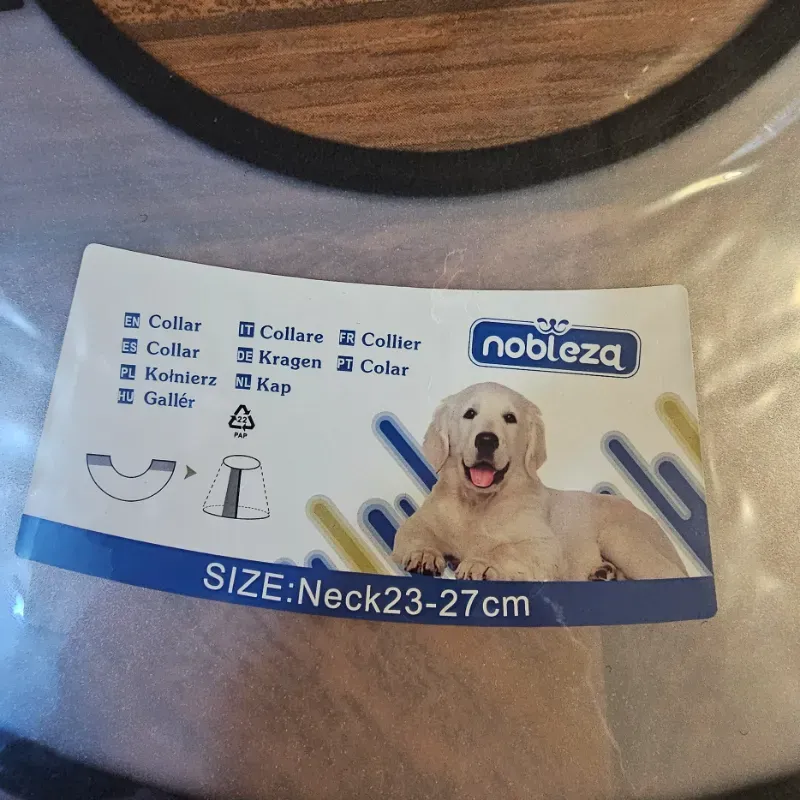 EN Collar
ES Collar
PL Kołnierz
HU Gallér
IT Collare
DE Kragen
NL Kap
FR Collier
PT Colar
22
PAP
nobleza
SIZE:Neck23-27cm